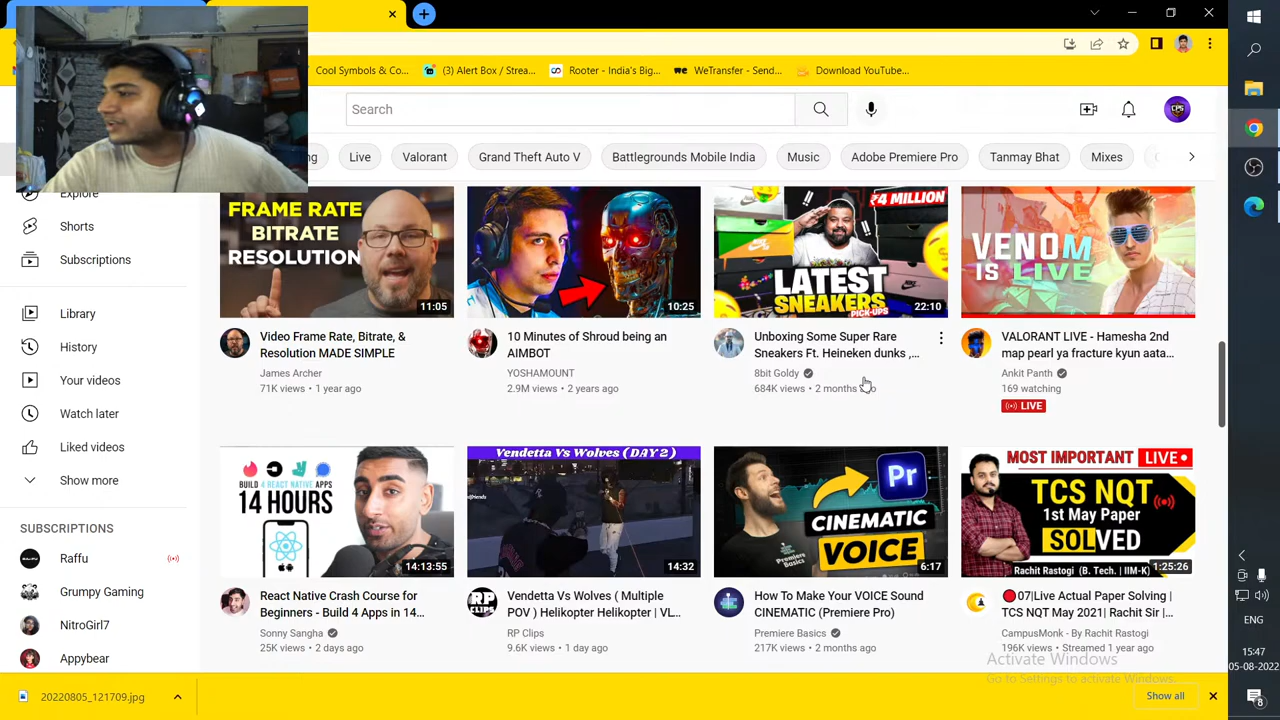 Cool Symbols & Co...
(3) Alert Box / Strea...
Rooter - India's Big...
WeTransfer - Send...
Download YouTube...
Search
CPS
ng
Live
Valorant
Grand Theft Auto V
Battlegrounds Mobile India
Music
Adobe Premiere Pro
Tanmay Bhat
Mixes
Explore
Shorts
Subscriptions
Library
History
Your videos
Watch later
Liked videos
Show more
SUBSCRIPTIONS
Raffu
Grumpy Gaming
NitroGirl7
Appybear
FRAME RATE
BITRATE
RESOLUTION
11:05
Video Frame Rate, Bitrate, &
Resolution MADE SIMPLE
James Archer
71K views • 1 year ago
10:25
10 Minutes of Shroud being an
AIMBOT
YOSHAMOUNT
2.9M views • 2 years ago
₹4 MILLION
LATEST
SNEAKERS
PICK-UPS
22:10
Unboxing Some Super Rare
Sneakers Ft. Heineken dunks ,...
8bit Goldy
684K views • 2 months
VENOM
IS LIVE
VALORANT LIVE - Hamesha 2nd
map pearl ya fracture kyun aata...
Ankit Panth
169 watching
LIVE
BUILD 4 REACT NATIVE APPS
14 HOURS
14:13:55
React Native Crash Course for
Beginners - Build 4 Apps in 14...
Sonny Sangha
25K views • 2 days ago
Vendetta Vs Wolves ( DAY 2 )
14:32
RP
CLIPS
Vendetta Vs Wolves ( Multiple
POV ) Helikopter Helikopter | VL...
RP Clips
9.6K views • 1 day ago
Pr
CINEMATIC
VOICE
Premiere
Basics
6:17
How To Make Your VOICE Sound
CINEMATIC (Premiere Pro)
Premiere Basics
217K views • 2 months ago
MOST IMPORTANT LIVE
TCS NQT
1st May Paper
SOLVED
Rachit Rastogi (B. Tech. | IIM-K)
1:25:26
07|Live Actual Paper Solving |
TCS NQT May 2021| Rachit Sir |...
CampusMonk - By Rachit Rastogi
196K views • Streamed 1 year ago
Activate Windows
Go to Settings to activate Windows.
20220805_121709.jpg
Show all
ENG
15:47
05-08-2022
8